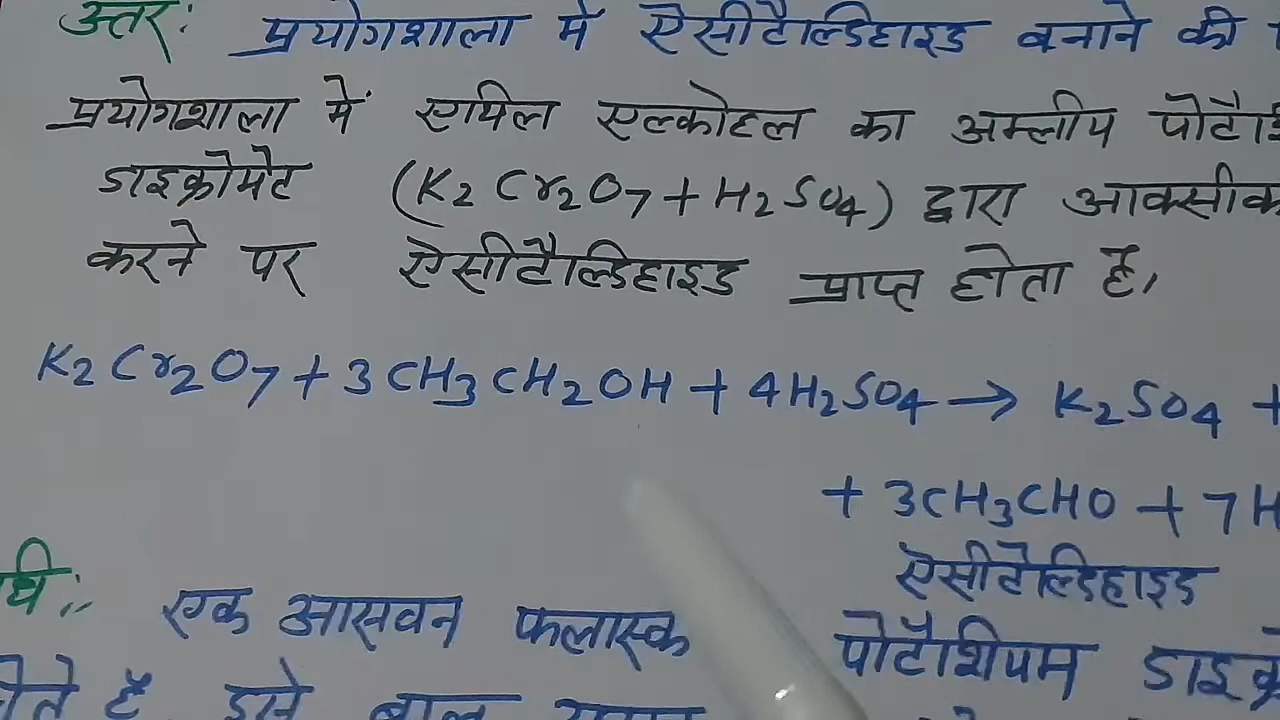 उत्तर: प्रयोगशाला में ऐसीटैल्डिहाइड बनाने की
प्रयोगशाला में एथिल एल्कोहल का अम्लीय पोटै
डाइक्रोमेट (K2Cr2O7+H2SO4) द्वारा आक्सीक
करने पर ऐसीटैल्डिहाइड प्राप्त होता है,
K2Cr2O7+3CH3CH2OH+4H2SO4→K2SO4+
+3CH3CHO+7H
ऐसीटैल्डिहाइड
एक आसवन फ्लास्क पोटैशियम डाइक्रो
है इसे